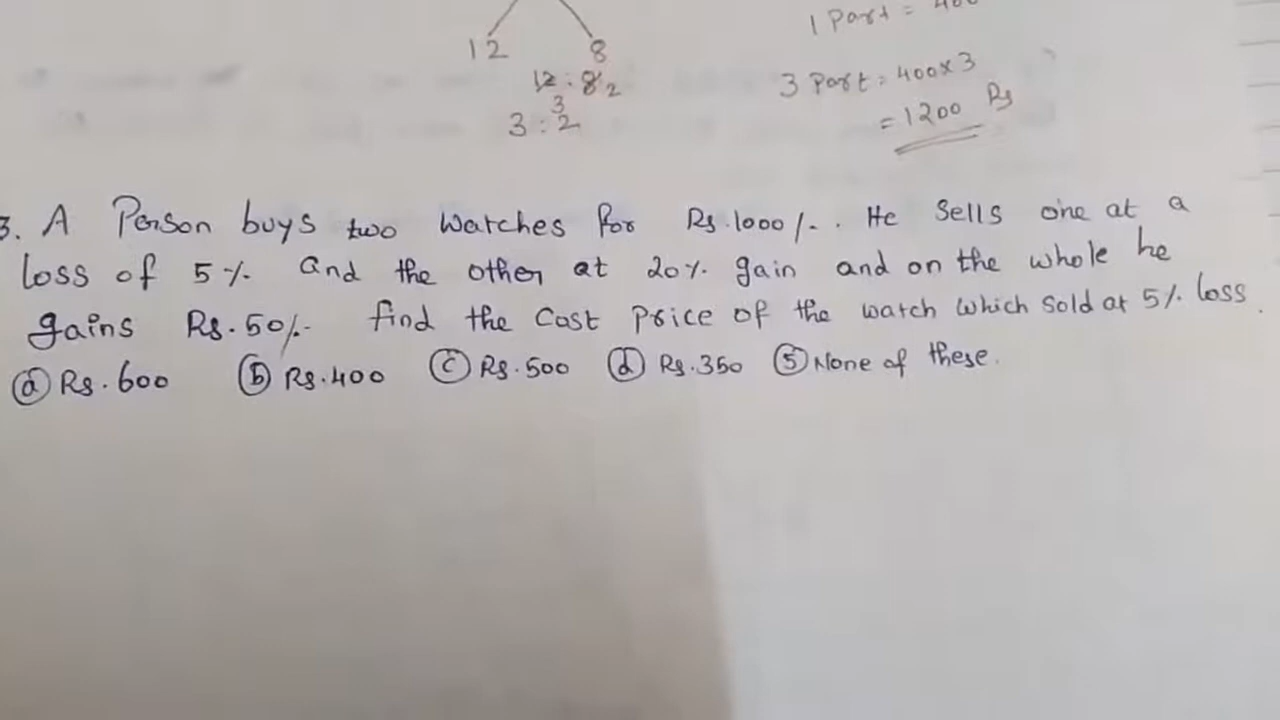 12 8
12 : 8 2
3
3 : 2
1 Part = 400
3 Part = 400 x 3
= 1200 Rs
3. A Person buys two watches for Rs.1000/-. He Sells one at a
loss of 5% and the other at 20% gain and on the whole he
gains Rs.50/- find the Cost Price of the watch which sold at 5% loss.
ⓐ Rs.600 ⓑ Rs.400 ⓒ Rs.500 ⓓ Rs.350 ⑤ None of these.